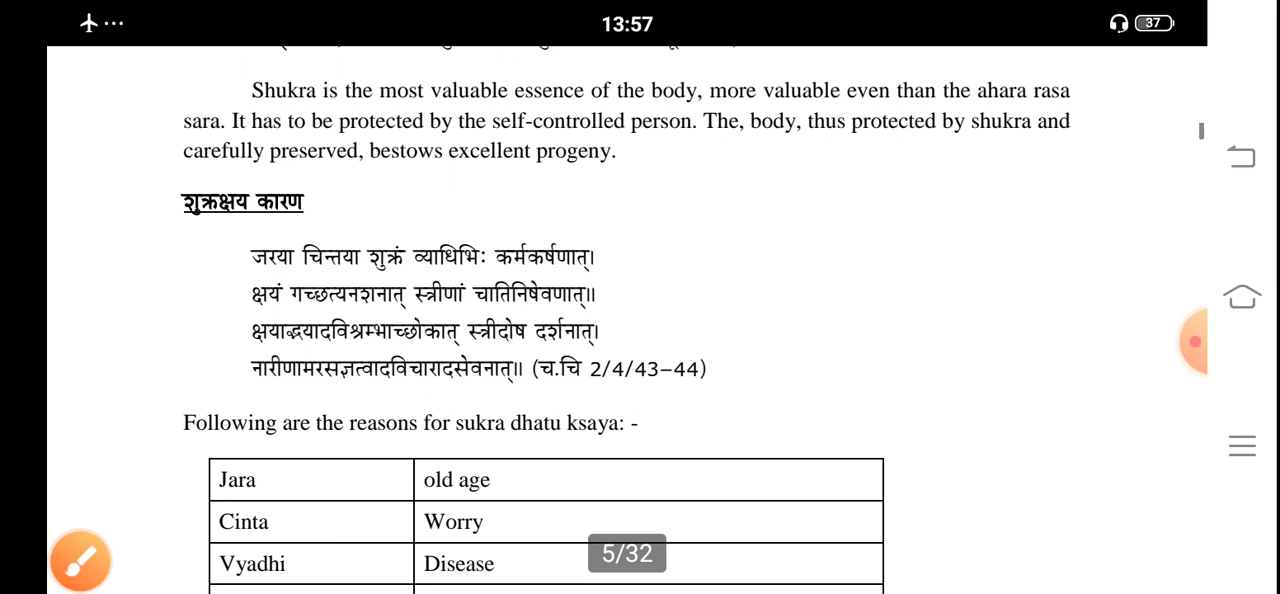 13:57
37
Shukra is the most valuable essence of the body, more valuable even than the ahara rasa
sara. It has to be protected by the self-controlled person. The, body, thus protected by shukra and
carefully preserved, bestows excellent progeny.
शुक्रक्षय कारण
जरया चिन्तया शुक्रं व्याधिभिः कर्मकर्षणात्।
क्षयं गच्छत्यनशनात् स्त्रीणां चातिनिषेवणात्॥
क्षयाद्भयादविश्रम्भाच्छोकात् स्त्रीदोष दर्शनात्।
नारीणामरसज्ञत्वादविचारादसेवनात्॥ (च.चि 2/4/43–44)
Following are the reasons for sukra dhatu ksaya: -
Jara old age
Cinta Worry
Vyadhi Disease
5/32